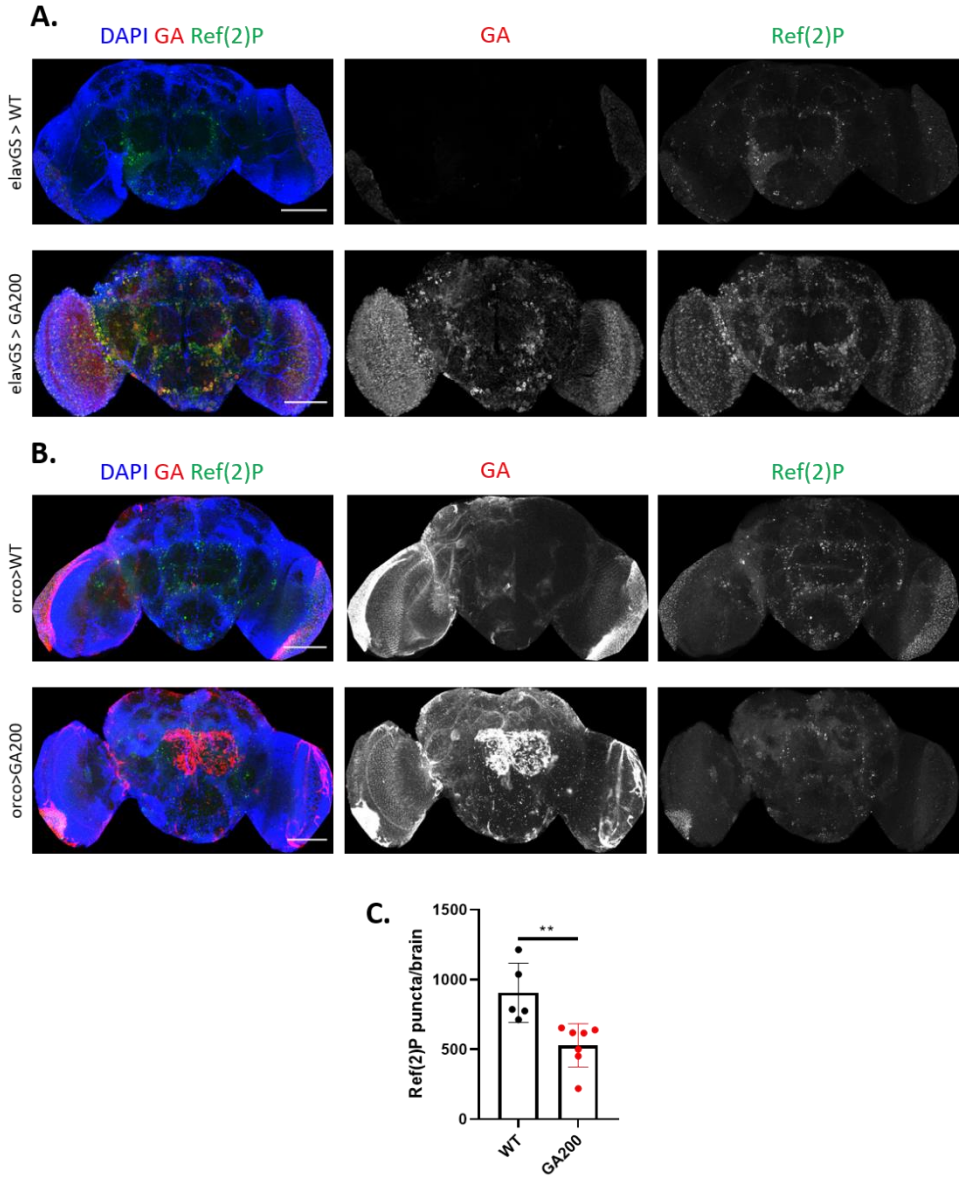 A.
DAPI GA Ref(2)P
GA
Ref(2)P
elavGS > WT
elavGS > GA200
B.
DAPI GA Ref(2)P
GA
Ref(2)P
orco>WT
orco>GA200
C.
Ref(2)P puncta/brain
1500
1000
500
0
**
WT
GA200